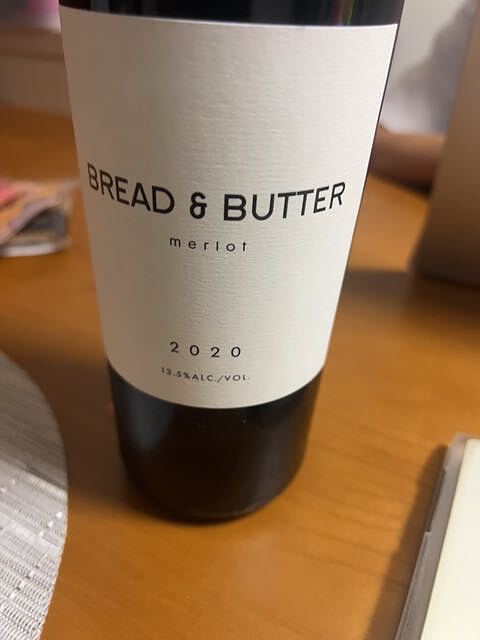 BREAD & BUTTER
merlot
2020
13.5%ALC./VOL.